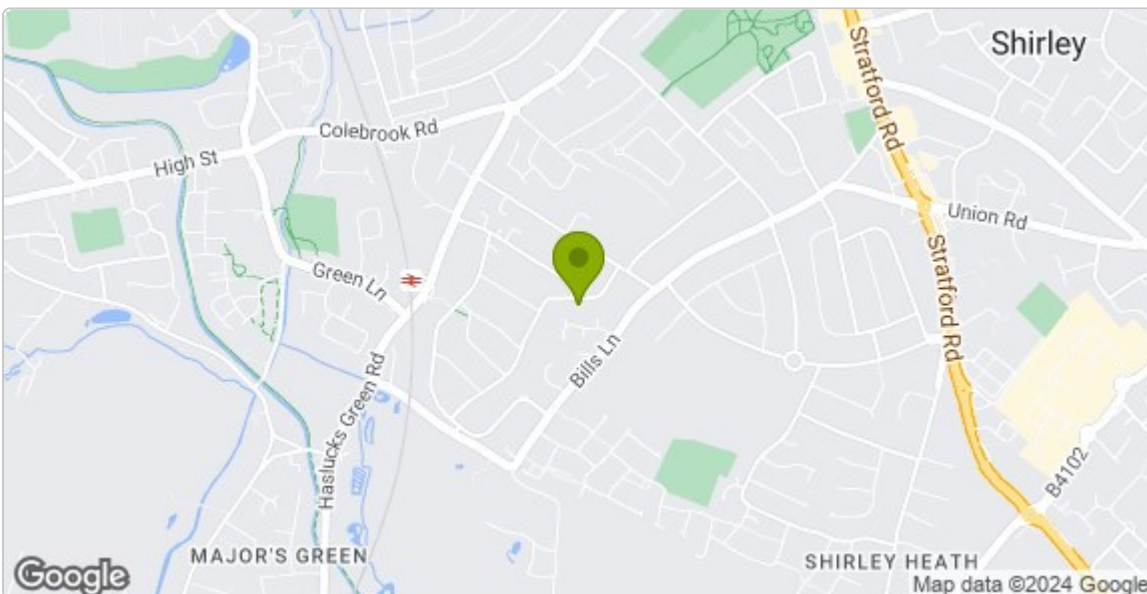 Shirley
Stratford Rd
Colebrook Rd
High St
Union Rd
Green Ln
Stratford Rd
Bills Ln
Haslucks Green Rd
B4102
MAJOR'S GREEN
SHIRLEY HEATH
Google
Map data ©2024 Google